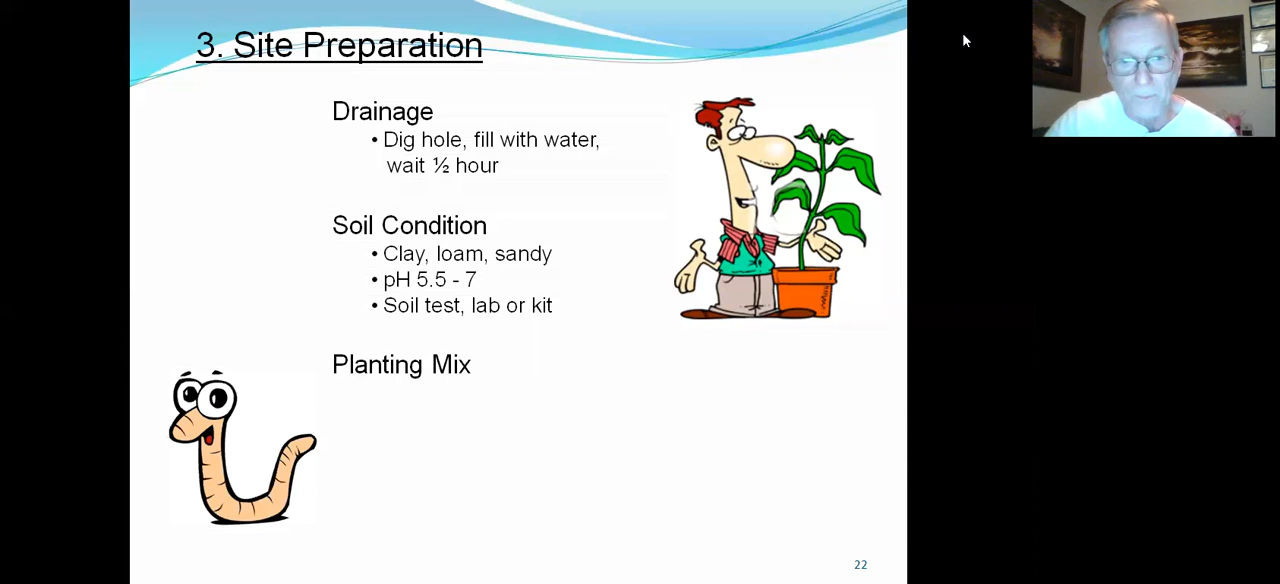 3. Site Preparation
Drainage
• Dig hole, fill with water,
wait ½ hour
Soil Condition
• Clay, loam, sandy
• pH 5.5 - 7
• Soil test, lab or kit
Planting Mix
22